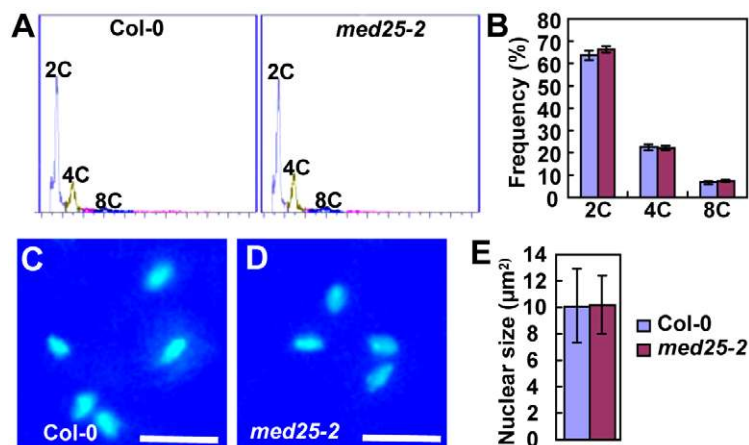 A
Col-0
2C
4C
8C
med25-2
2C
4C
8C
B
Frequency (%)
80
70
60
50
40
30
20
10
0
2C 4C 8C
C
Col-0
D
med25-2
E
Nuclear size (μm²)
14
12
10
8
6
4
2
0
Col-0
med25-2